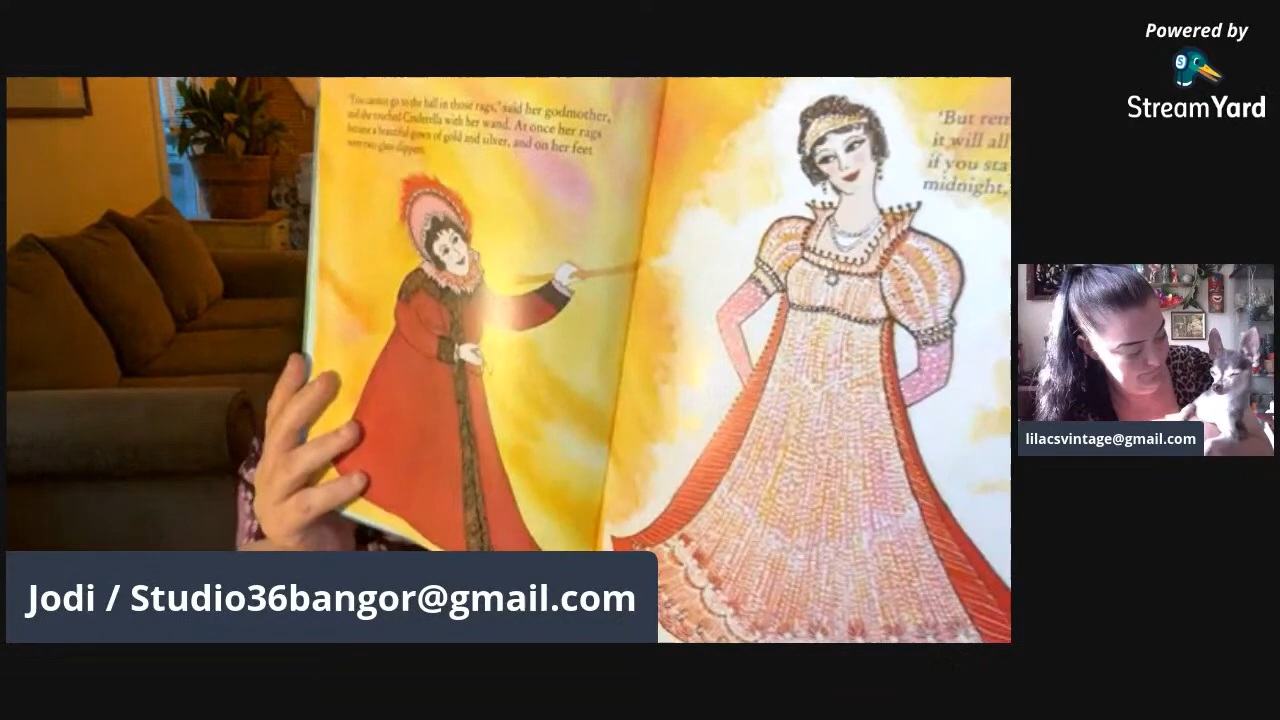 "You cannot go to the ball in those rags," said her godmother,
and she touched Cinderella with her wand. At once her rags
became a beautiful gown of gold and silver, and on her feet
were two glass slippers.
'But rem
it will all
if you sta
midnight,
Powered by
StreamYard
lilacsvintage@gmail.com
Jodi / Studio36bangor@gmail.com